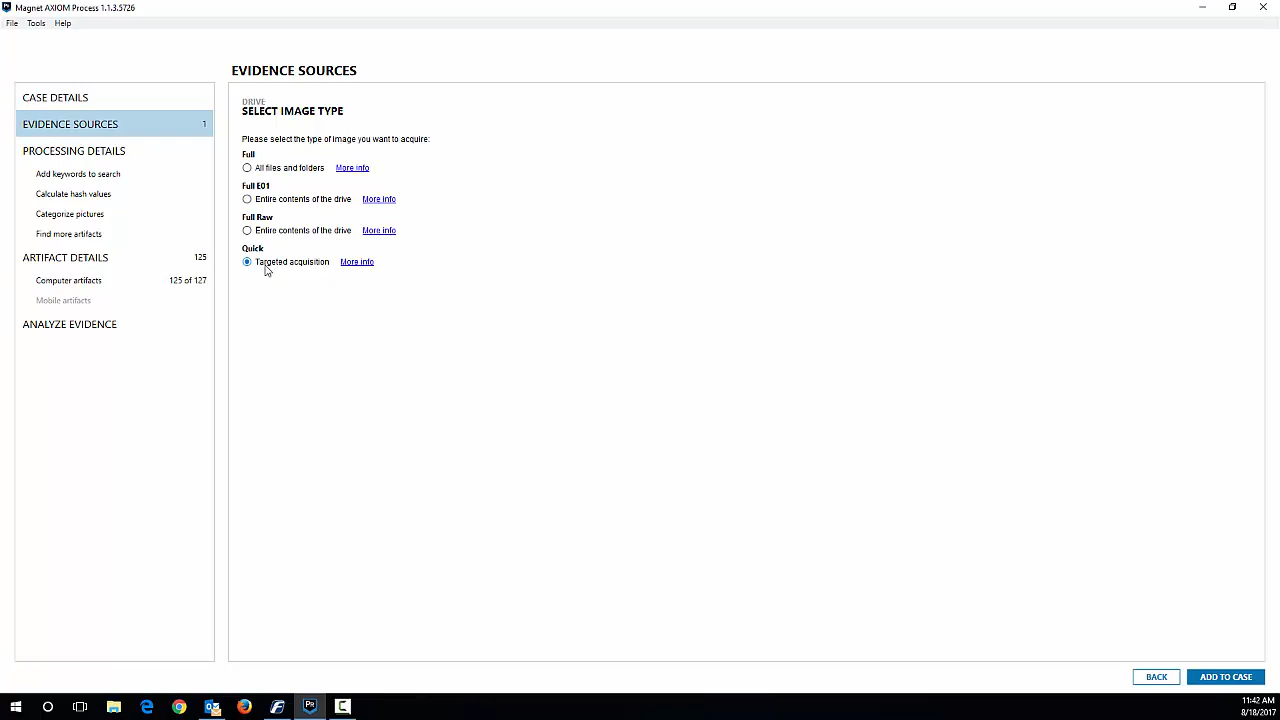 Magnet AXIOM Process 1.1.3.5726
File Tools Help
EVIDENCE SOURCES
CASE DETAILS
EVIDENCE SOURCES 1
PROCESSING DETAILS
Add keywords to search
Calculate hash values
Categorize pictures
Find more artifacts
ARTIFACT DETAILS 125
Computer artifacts 125 of 127
Mobile artifacts
ANALYZE EVIDENCE
DRIVE
SELECT IMAGE TYPE
Please select the type of image you want to acquire:
Full
All files and folders More info
Full E01
Entire contents of the drive More info
Full Raw
Entire contents of the drive More info
Quick
Targeted acquisition More info
BACK ADD TO CASE
11:42 AM
8/18/2017